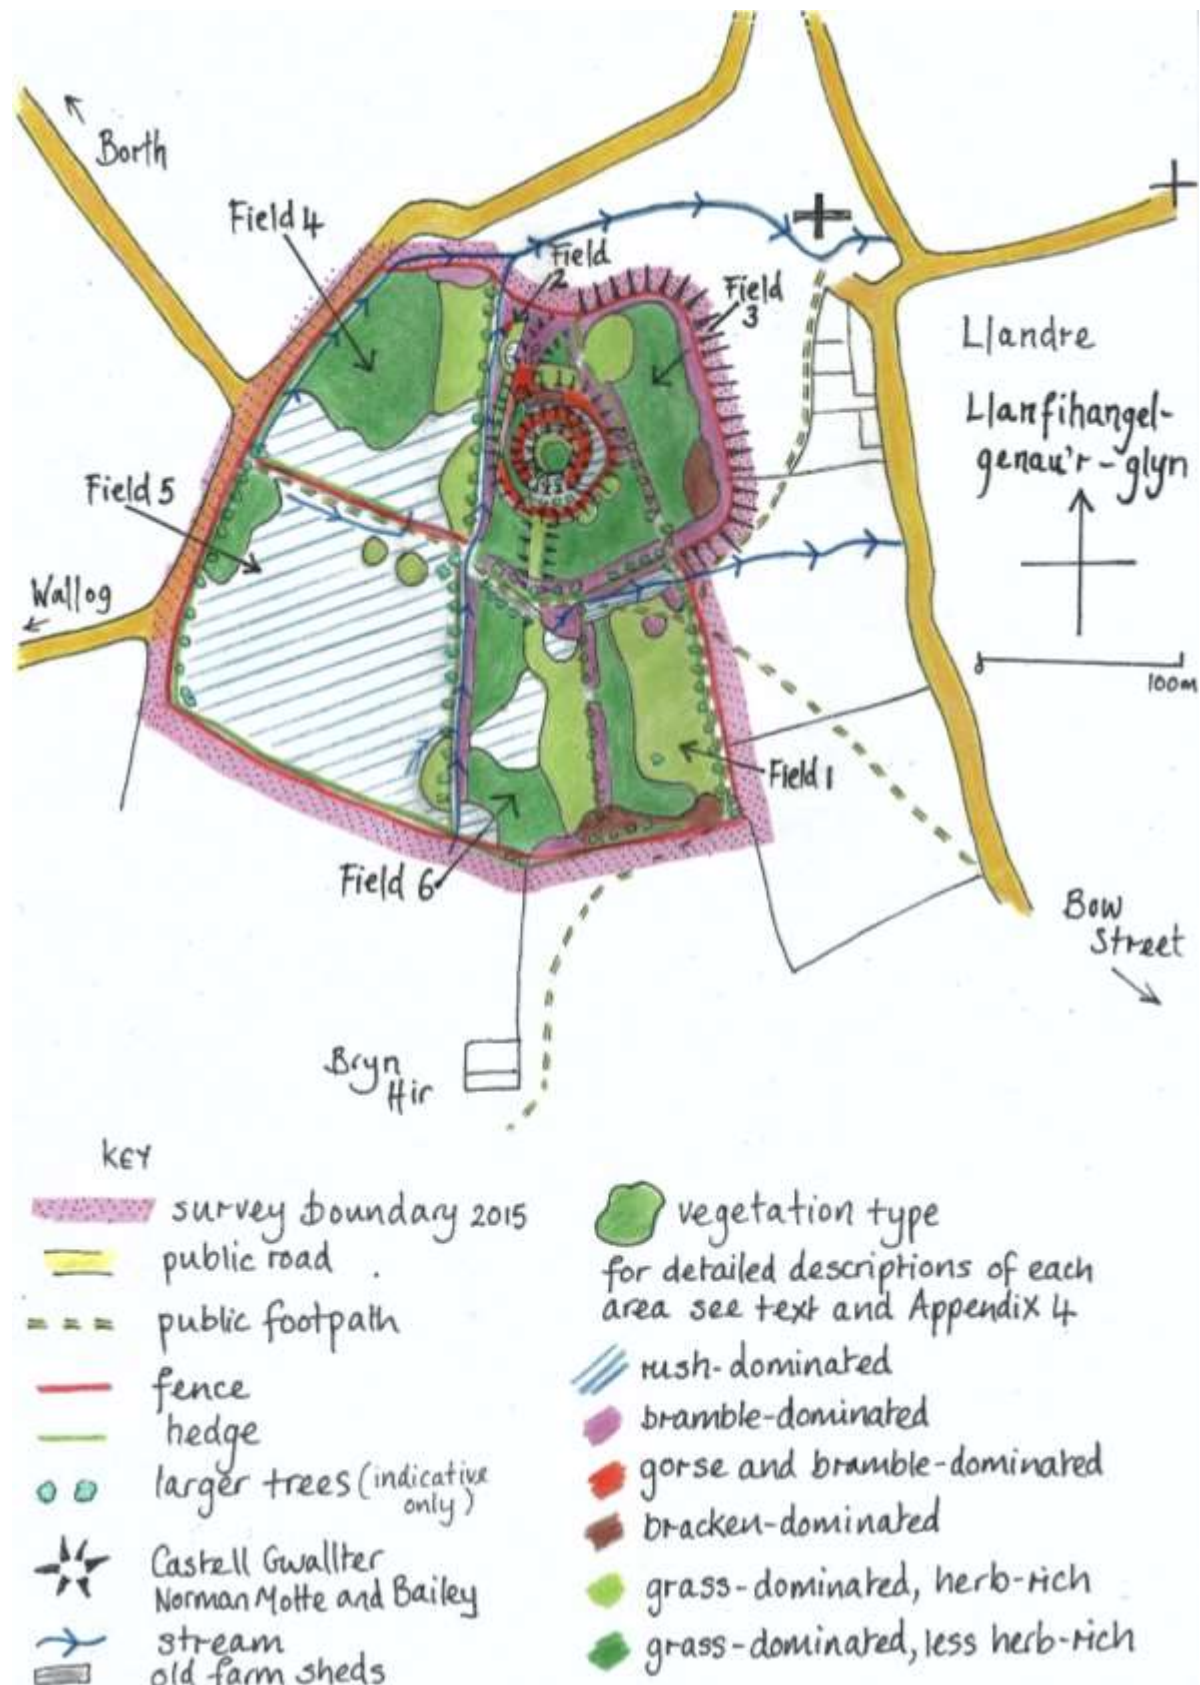 Borth
Field 4
Field
2
Field
3
Llandre
Llanfihangel-
genau'r-glyn
Field 5
Wallog
100m
Field 1
Field 6
Bow
Street
Bryn
Hir
KEY
survey boundary 2015
public road
public footpath
fence
hedge
larger trees (indicative
only)
Castell Gwallter
Norman Motte and Bailey
stream
old farm sheds
vegetation type
for detailed descriptions of each
area see text and Appendix 4
rush-dominated
bramble-dominated
gorse and bramble-dominated
bracken-dominated
grass-dominated, herb-rich
grass-dominated, less herb-rich